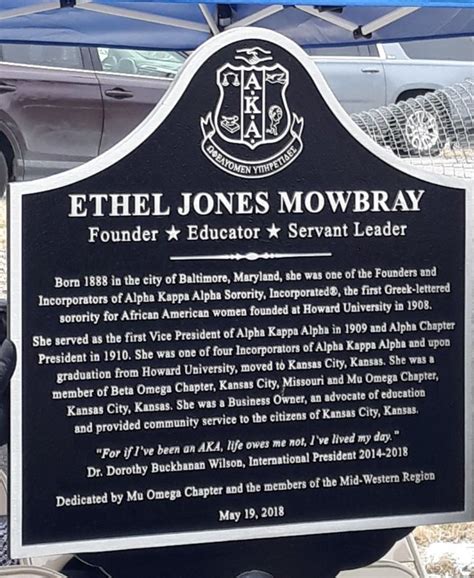 AKA
ΩΦΕΛΥΟΜΕΝ ΥΠΗΡΕΤΙΔΕΣ
ETHEL JONES MOWBRAY
Founder ★ Educator ★ Servant Leader
Born 1888 in the city of Baltimore, Maryland, she was one of the Founders and
Incorporators of Alpha Kappa Alpha Sorority, Incorporated®, the first Greek-lettered
sorority for African American women founded at Howard University in 1908.
She served as the first Vice President of Alpha Kappa Alpha in 1909 and Alpha Chapter
President in 1910. She was one of four Incorporators of Alpha Kappa Alpha and upon
graduation from Howard University, moved to Kansas City, Kansas. She was a
member of Beta Omega Chapter, Kansas City, Missouri and Mu Omega Chapter,
Kansas City, Kansas. She was a Business Owner, an advocate of education
and provided community service to the citizens of Kansas City, Kansas.
"For if I've been an AKA, life owes me not, I've lived my day."
Dr. Dorothy Buckhanan Wilson, International President 2014-2018
Dedicated by Mu Omega Chapter and the members of the Mid-Western Region
May 19, 2018